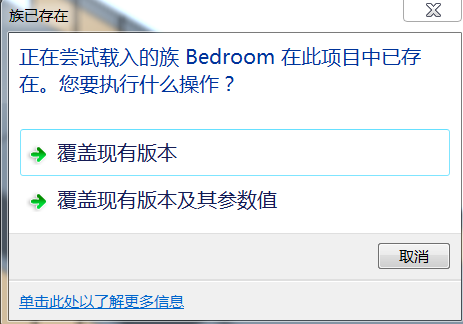 族已存在
正在尝试载入的族 Bedroom 在此项目中已存
在。您要执行什么操作？
覆盖现有版本
覆盖现有版本及其参数值
取消
单击此处以了解更多信息